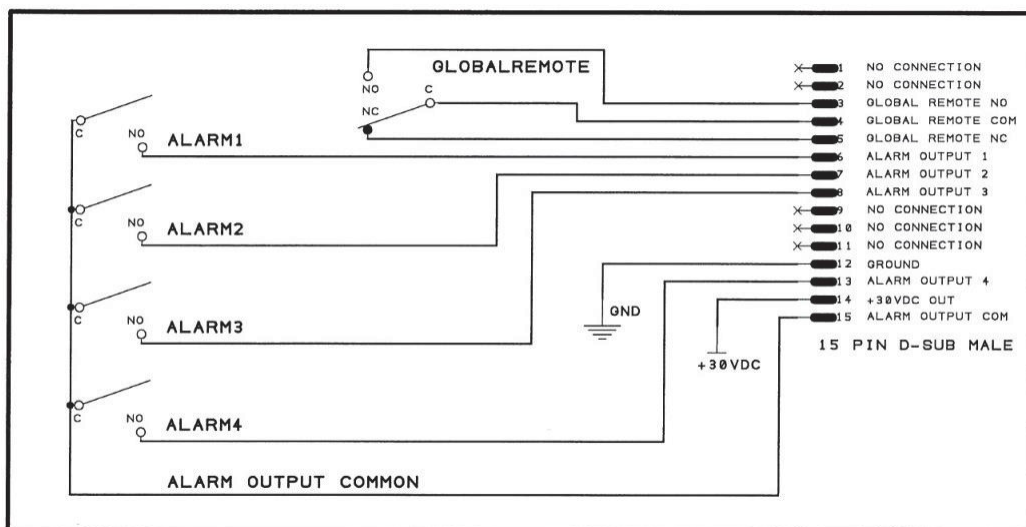 GLOBALREMOTE
NO
C
NC
C
NO
ALARM1
C
NO
ALARM2
C
NO
ALARM3
C
NO
ALARM4
ALARM OUTPUT COMMON
GND
+30VDC
1 NO CONNECTION
2 NO CONNECTION
3 GLOBAL REMOTE NO
4 GLOBAL REMOTE COM
5 GLOBAL REMOTE NC
6 ALARM OUTPUT 1
7 ALARM OUTPUT 2
8 ALARM OUTPUT 3
9 NO CONNECTION
10 NO CONNECTION
11 NO CONNECTION
12 GROUND
13 ALARM OUTPUT 4
14 +30VDC OUT
15 ALARM OUTPUT COM
15 PIN D-SUB MALE